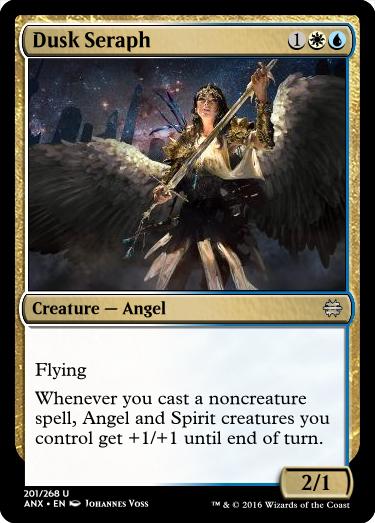 Dusk Seraph 1
Creature — Angel
Flying
Whenever you cast a noncreature
spell, Angel and Spirit creatures you
control get +1/+1 until end of turn.
2/1
201/268 U
ANX • EN Johannes Voss ™ & © 2016 Wizards of the Coast